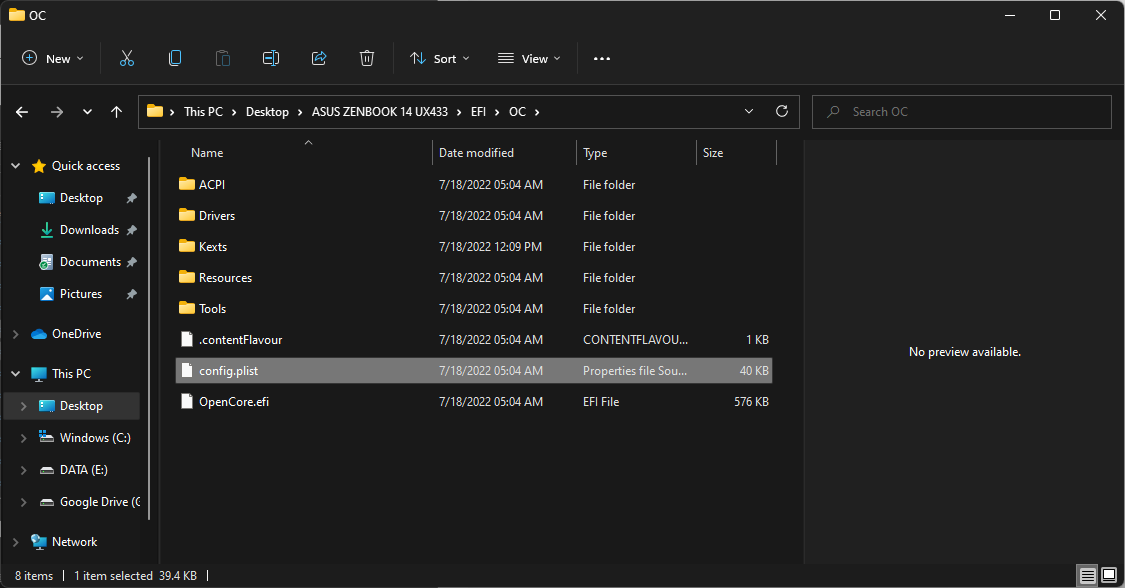 OC
New
Sort
View
This PC
Desktop
ASUS ZENBOOK 14 UX433
EFI
OC
Search OC
Quick access
Desktop
Downloads
Documents
Pictures
OneDrive
This PC
Desktop
Windows (C:)
DATA (E:)
Google Drive (G
Network
Name Date modified Type Size
ACPI 7/18/2022 05:04 AM File folder
Drivers 7/18/2022 05:04 AM File folder
Kexts 7/18/2022 12:09 PM File folder
Resources 7/18/2022 05:04 AM File folder
Tools 7/18/2022 05:04 AM File folder
.contentFlavour 7/18/2022 05:04 AM CONTENTFLAVOU... 1 KB
config.plist 7/18/2022 05:04 AM Properties file Sou... 40 KB
OpenCore.efi 7/18/2022 05:04 AM EFI File 576 KB
No preview available.
8 items | 1 item selected 39.4 KB |